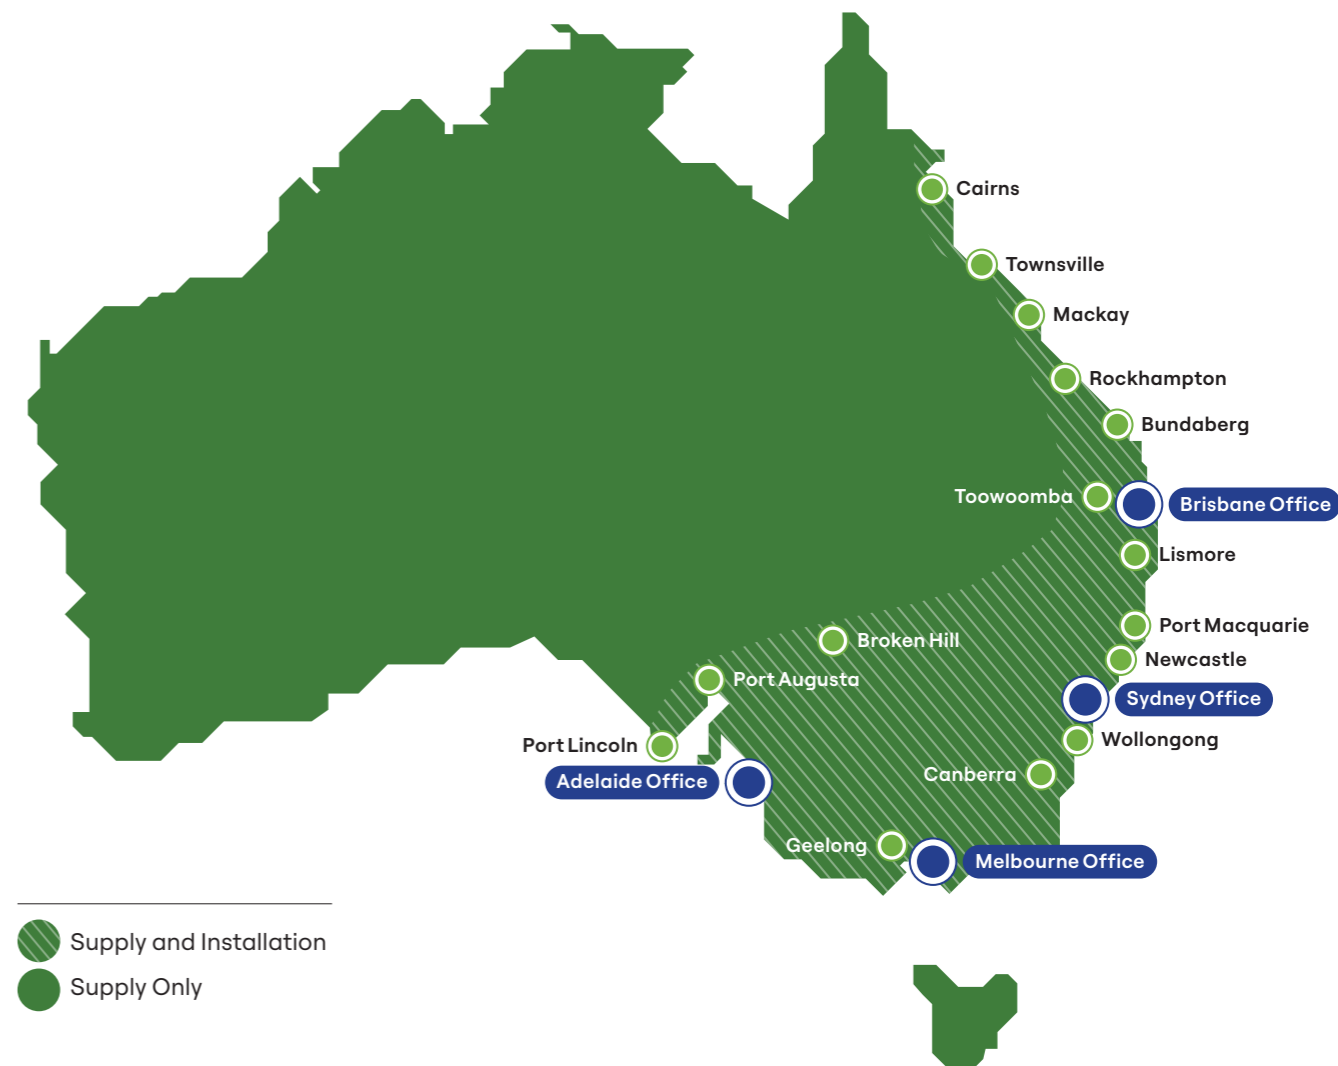 Cairns
Townsville
Mackay
Rockhampton
Bundaberg
Toowoomba
Brisbane Office
Lismore
Port Macquarie
Broken Hill
Newcastle
Port Augusta
Sydney Office
Port Lincoln
Wollongong
Adelaide Office
Canberra
Geelong
Melbourne Office
Supply and Installation
Supply Only